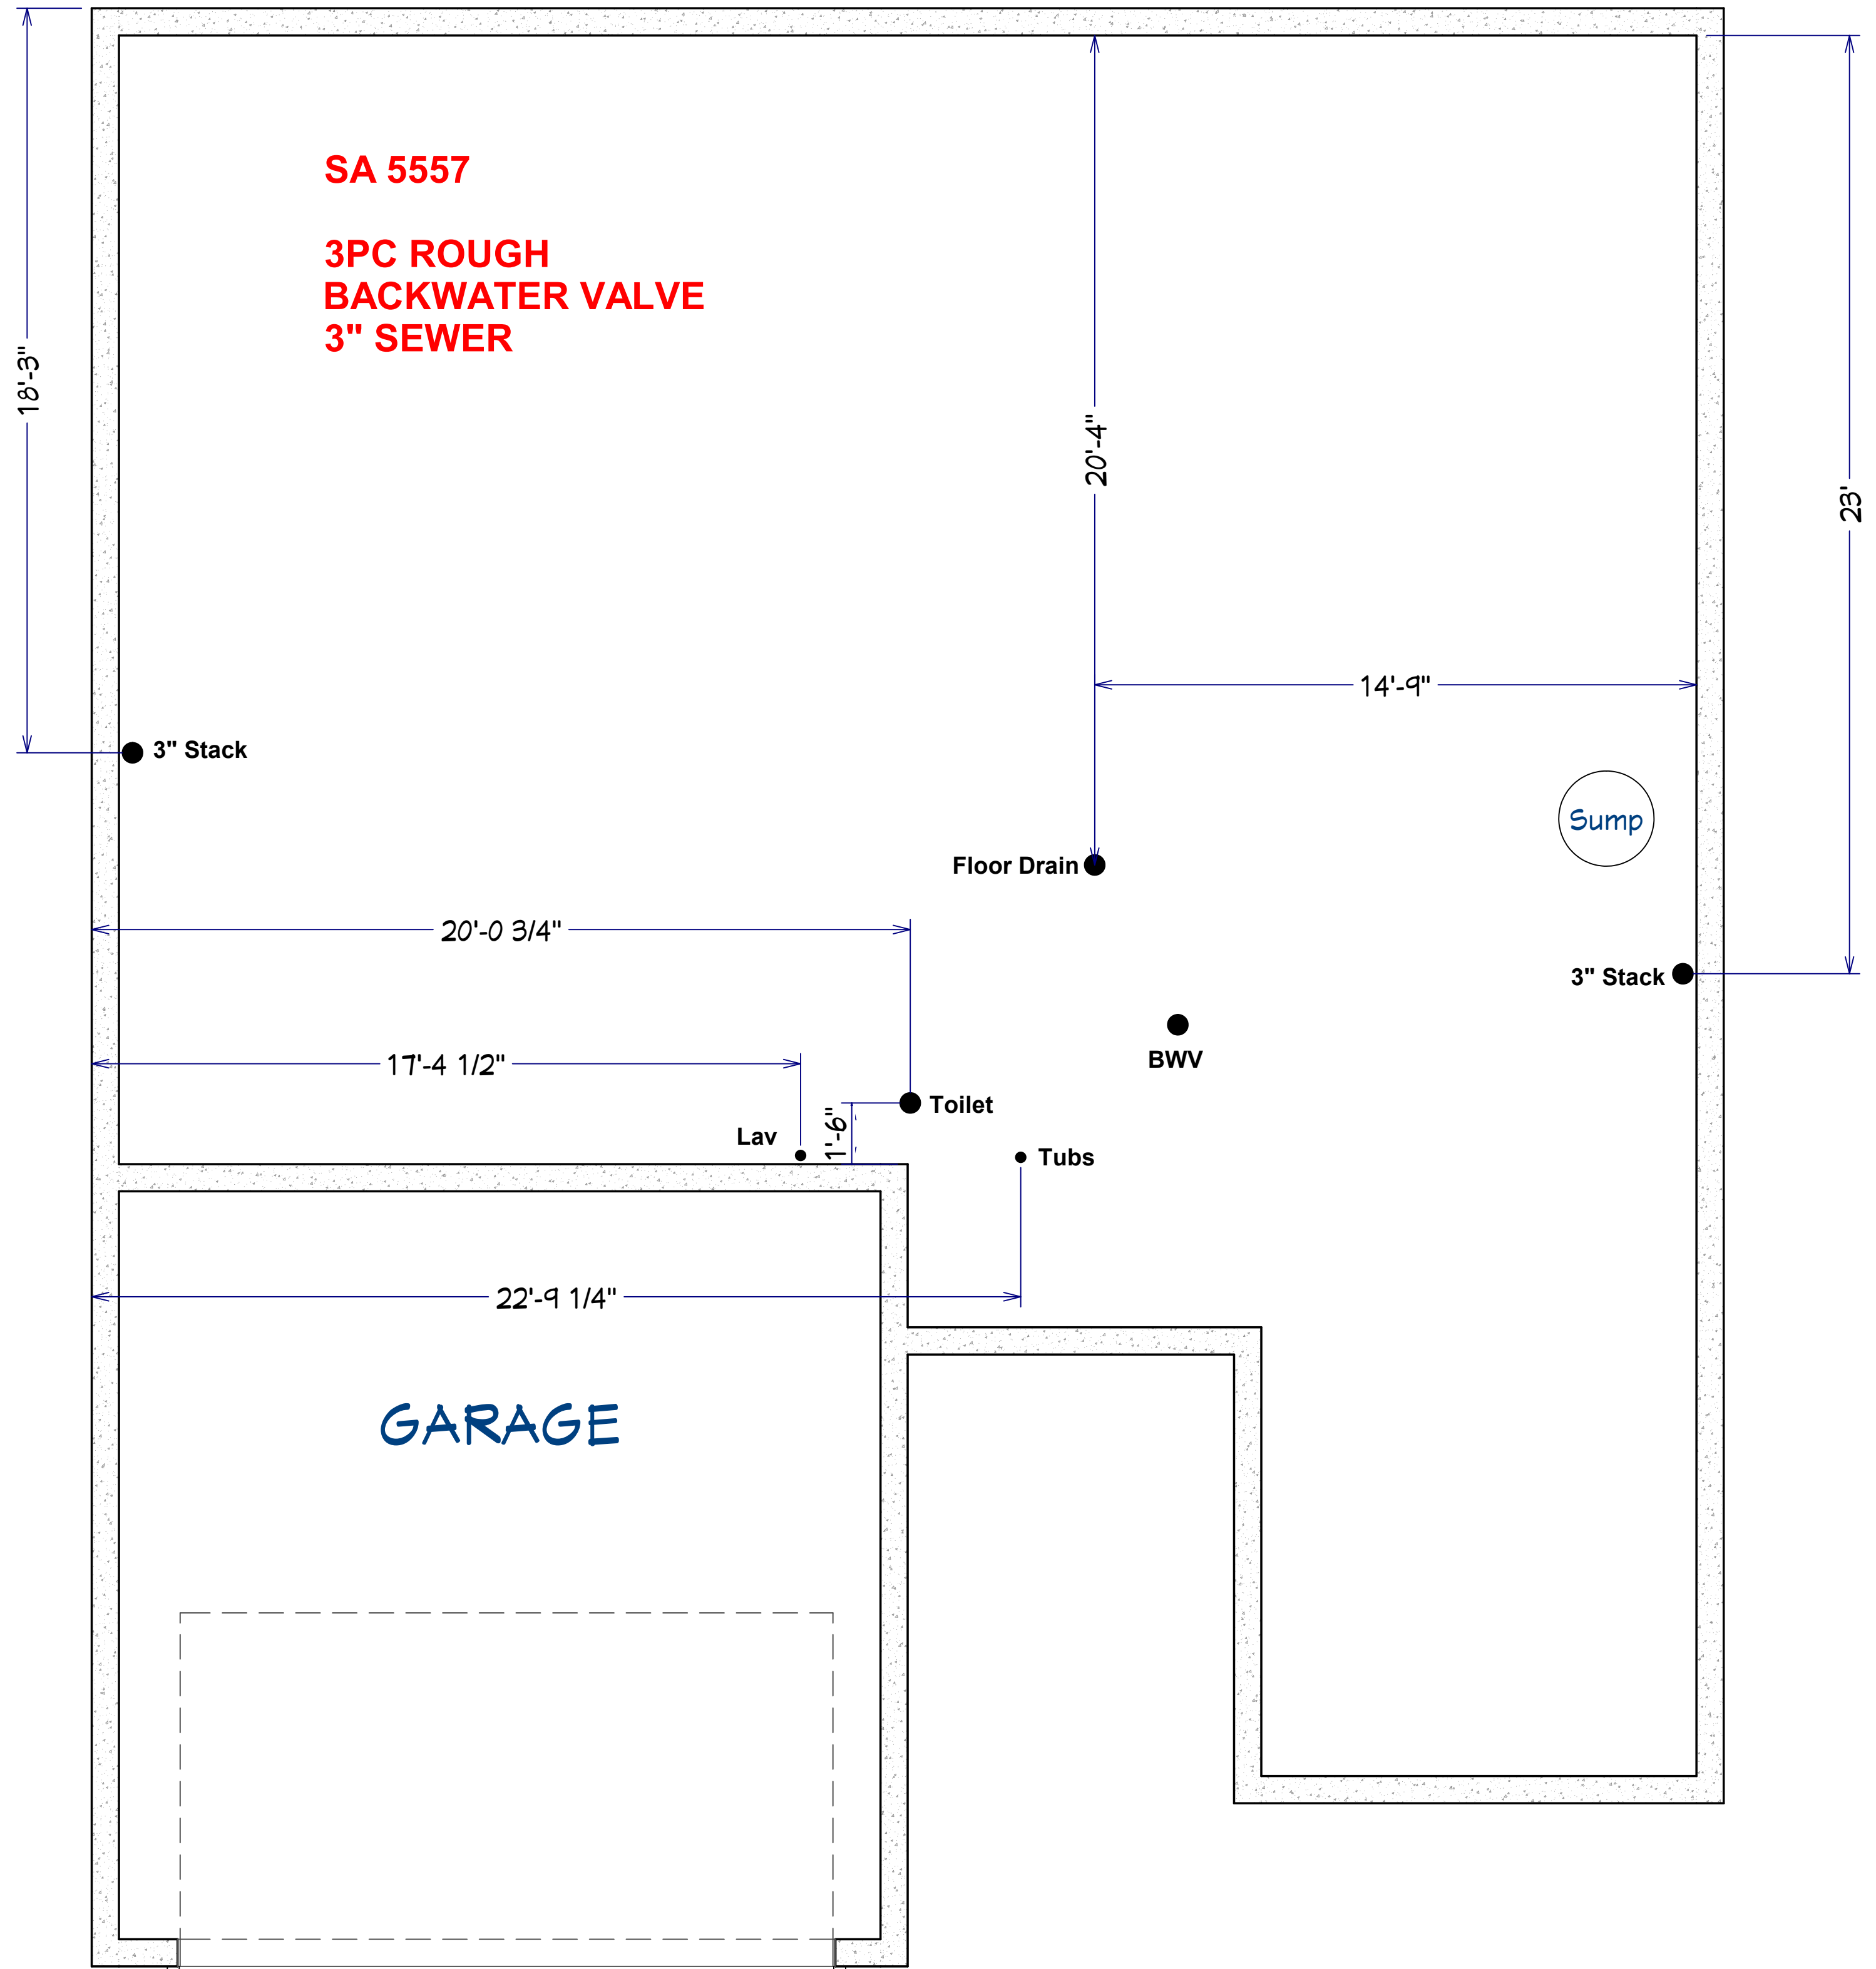 SA 5557
3PC ROUGH
BACKWATER VALVE
3" SEWER
18'-3"
20'-4"
23'
14'-9"
3" Stack
Sump
Floor Drain
20'-0 3/4"
3" Stack
BWV
17'-4 1/2"
Toilet
1'-6"
Lav
Tubs
22'-9 1/4"
GARAGE